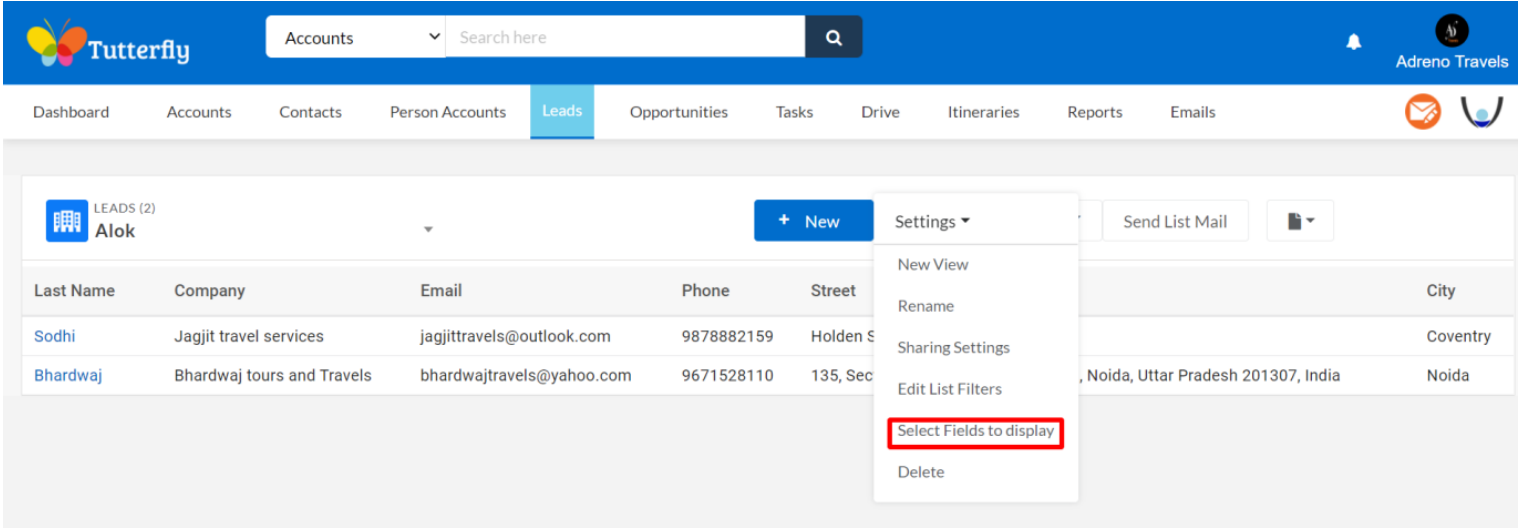 Tutterfly Accounts Search here Adreno Travels
Dashboard Accounts Contacts Person Accounts Leads Opportunities Tasks Drive Itineraries Reports Emails
LEADS (2)
Alok
+ New Settings Send List Mail
New View
Rename
Sharing Settings
Edit List Filters
Select Fields to display
Delete
Last Name Company Email Phone Street City
Sodhi Jagjit travel services jagjittravels@outlook.com 9878882159 Holden Coventry
Bhardwaj Bhardwaj tours and Travels bhardwajtravels@yahoo.com 9671528110 135, Sec , Noida, Uttar Pradesh 201307, India Noida